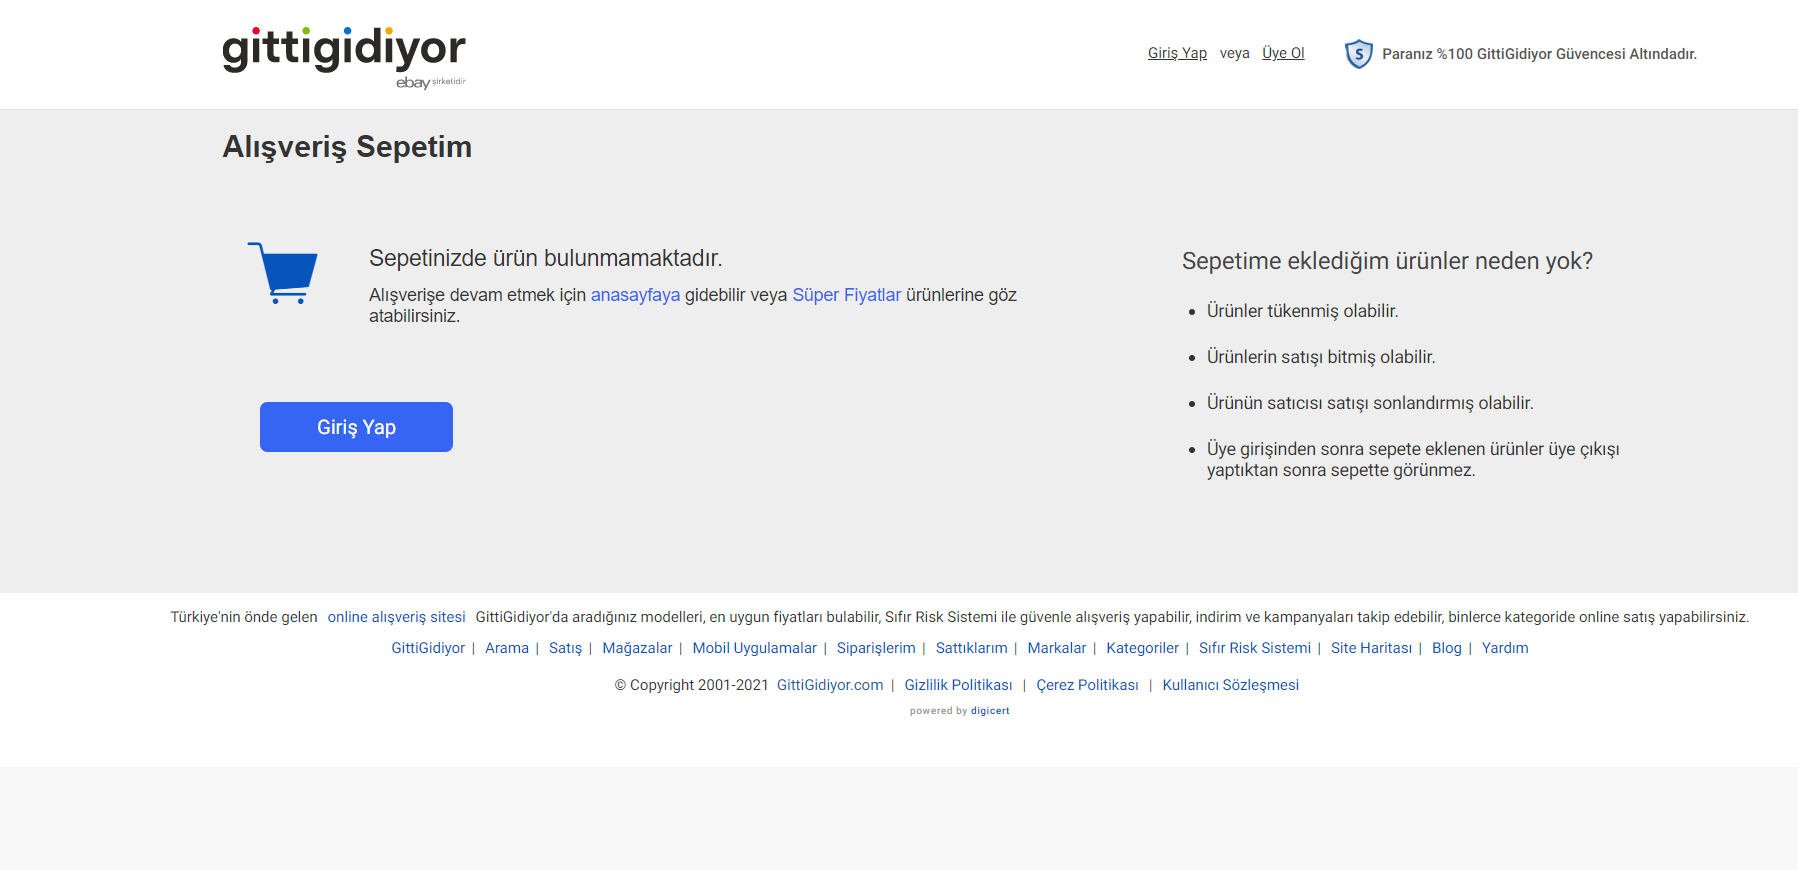 gittigidiyor
ebay şirketidir
Giriş Yap veya Üye Ol
Paranız %100 GittiGidiyor Güvencesi Altındadır.
Alışveriş Sepetim
Sepetinizde ürün bulunmamaktadır.
Alışverişe devam etmek için anasayfaya gidebilir veya Süper Fiyatlar ürünlerine göz
atabilirsiniz.
Giriş Yap
Sepetime eklediğim ürünler neden yok?
Ürünler tükenmiş olabilir.
Ürünlerin satışı bitmiş olabilir.
Ürünün satıcısı satışı sonlandırmış olabilir.
Üye girişinden sonra sepete eklenen ürünler üye çıkışı
yaptıktan sonra sepette görünmez.
Türkiye'nin önde gelen online alışveriş sitesi GittiGidiyor'da aradığınız modelleri, en uygun fiyatları bulabilir, Sıfır Risk Sistemi ile güvenle alışveriş yapabilir, indirim ve kampanyaları takip edebilir, binlerce kategoride online satış yapabilirsiniz.
GittiGidiyor | Arama | Satış | Mağazalar | Mobil Uygulamalar | Siparişlerim | Sattıklarım | Markalar | Kategoriler | Sıfır Risk Sistemi | Site Haritası | Blog | Yardım
© Copyright 2001-2021 GittiGidiyor.com | Gizlilik Politikası | Çerez Politikası | Kullanıcı Sözleşmesi
powered by digicert